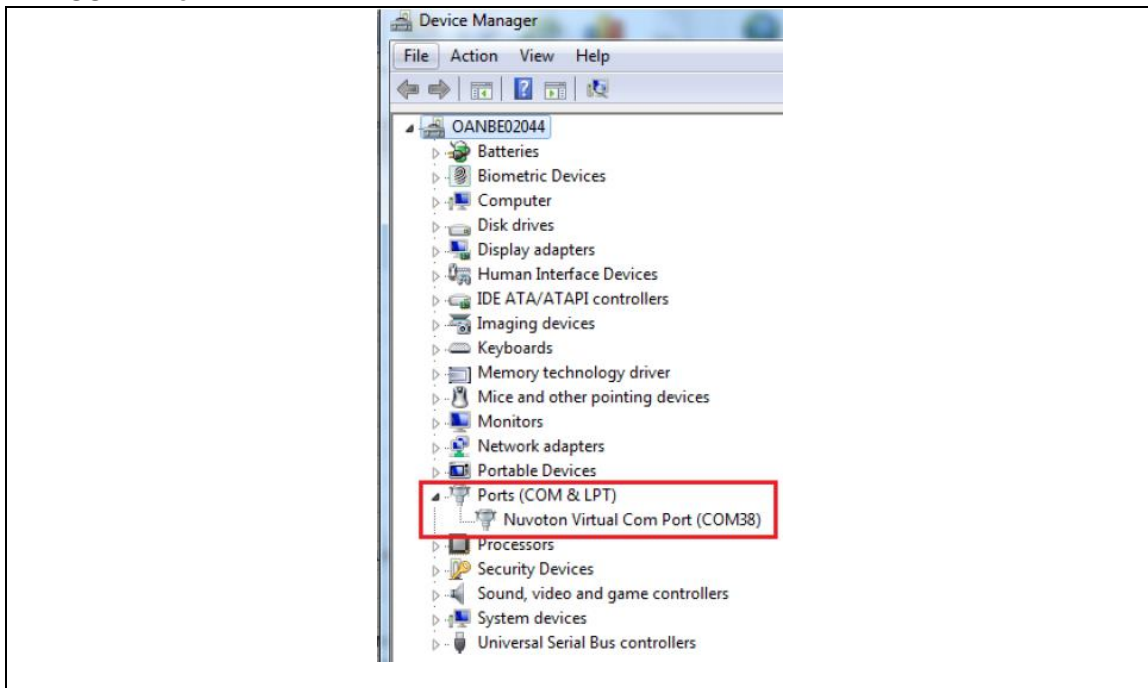 Device Manager
File Action View Help
OANBE02044
Batteries
Biometric Devices
Computer
Disk drives
Display adapters
Human Interface Devices
IDE ATA/ATAPI controllers
Imaging devices
Keyboards
Memory technology driver
Mice and other pointing devices
Monitors
Network adapters
Portable Devices
Ports (COM & LPT)
Nuvoton Virtual Com Port (COM38)
Processors
Security Devices
Sound, video and game controllers
System devices
Universal Serial Bus controllers